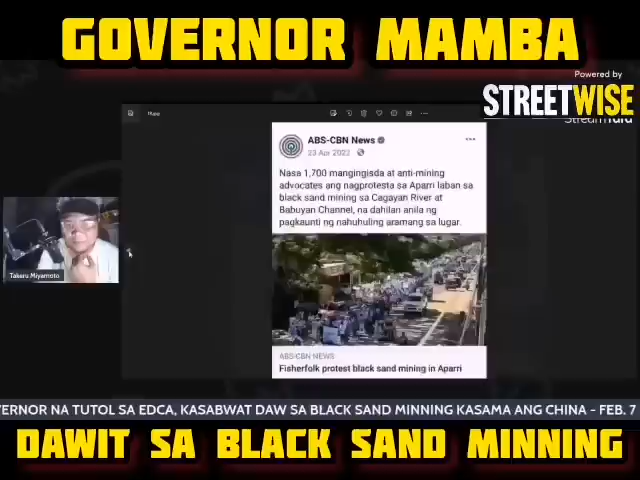 GOVERNOR MAMBA
Powered by
STREETWISE
ABS-CBN News
23 Apr 2022
Nasa 1,700 mangingisda at anti-mining
advocates ang nagprotesta sa Aparri laban sa
black sand mining sa Cagayan River at
Babuyan Channel, na dahilan anila ng
pagkaunti ng nahuhuling aramang sa lugar.
Takeru Miyamoto
ABS-CBN NEWS
Fisherfolk protest black sand mining in Aparri
VERNOR NA TUTOL SA EDCA, KASABWAT DAW SA BLACK SAND MINNING KASAMA ANG CHINA - FEB. 7
DAWIT SA BLACK SAND MINNING